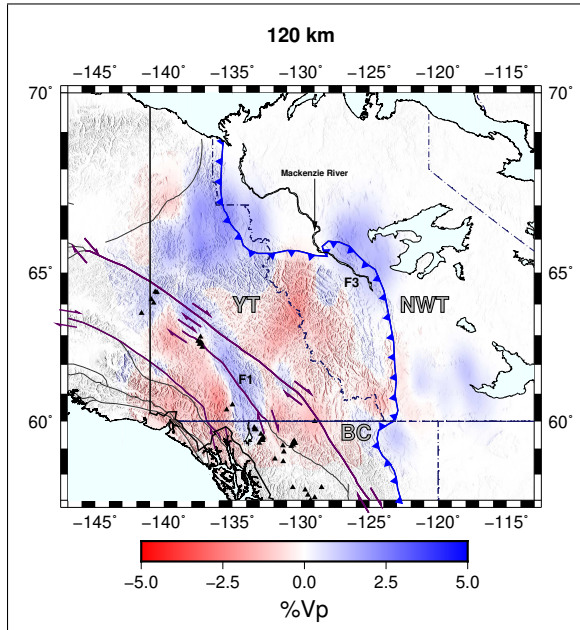 120 km
−145˚ −140˚ −135˚ −130˚ −125˚ −120˚ −115˚
70˚ 70˚
Mackenzie River
65˚ 65˚
F3
YT NWT
F1
60˚ 60˚
BC
−145˚ −140˚ −135˚ −130˚ −125˚ −120˚ −115˚
−5.0 −2.5 0.0 2.5 5.0
%Vp